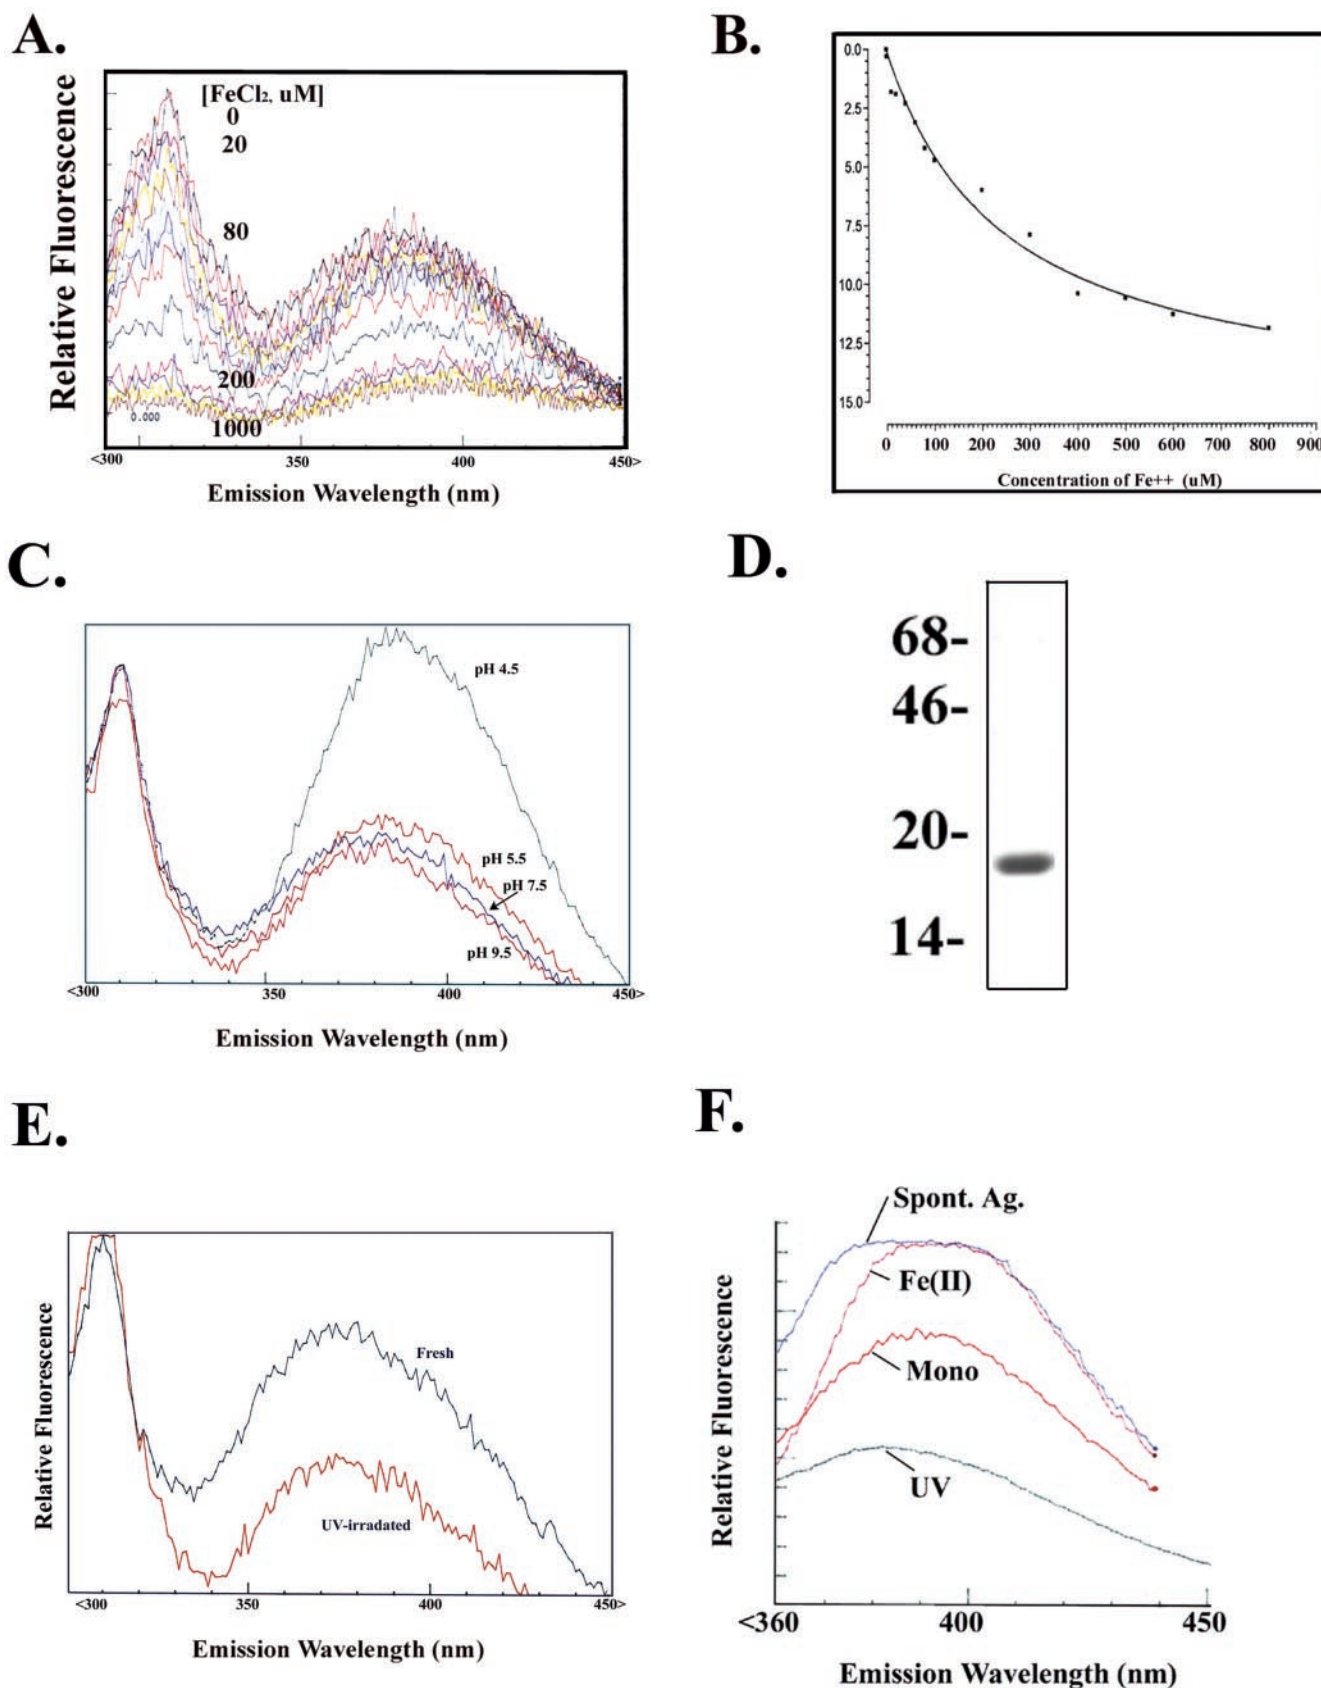 A.
Relative Fluorescence
[FeCl2, uM]
0
20
80
200
1000
0.000
<300
350
400
450>
Emission Wavelength (nm)
B.
0.0
2.5
5.0
7.5
10.0
12.5
15.0
0 100 200 300 400 500 600 700 800 900
Concentration of Fe++ (uM)
C.
pH 4.5
pH 5.5
pH 7.5
pH 9.5
<300
350
400
450>
Emission Wavelength (nm)
D.
68-
46-
20-
14-
E.
Relative Fluorescence
Fresh
UV-irradated
<300
350
400
450>
Emission Wavelength (nm)
F.
Relative Fluorescence
Spont. Ag.
Fe(II)
Mono
UV
<360
400
450
Emission Wavelength (nm)